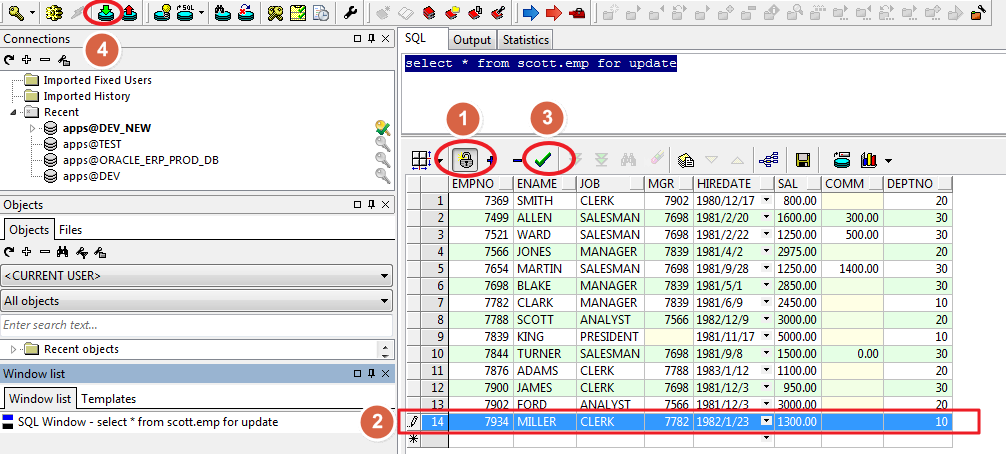 SQL
4
Connections
SQL Output Statistics
select * from scott.emp for update
Imported Fixed Users
Imported History
Recent
apps@DEV_NEW
apps@TEST
apps@ORACLE_ERP_PROD_DB
apps@DEV
Objects
Objects Files
<CURRENT USER>
All objects
Enter search text...
Recent objects
Window list
Window list Templates
SQL Window - select * from scott.emp for update
1
3
EMPNO ENAME JOB MGR HIREDATE SAL COMM DEPTNO
1 7369 SMITH CLERK 7902 1980/12/17 800.00 20
2 7499 ALLEN SALESMAN 7698 1981/2/20 1600.00 300.00 30
3 7521 WARD SALESMAN 7698 1981/2/22 1250.00 500.00 30
4 7566 JONES MANAGER 7839 1981/4/2 2975.00 20
5 7654 MARTIN SALESMAN 7698 1981/9/28 1250.00 1400.00 30
6 7698 BLAKE MANAGER 7839 1981/5/1 2850.00 30
7 7782 CLARK MANAGER 7839 1981/6/9 2450.00 10
8 7788 SCOTT ANALYST 7566 1982/12/9 3000.00 20
9 7839 KING PRESIDENT 1981/11/17 5000.00 10
10 7844 TURNER SALESMAN 7698 1981/9/8 1500.00 0.00 30
11 7876 ADAMS CLERK 7788 1983/1/12 1100.00 20
12 7900 JAMES CLERK 7698 1981/12/3 950.00 30
13 7902 FORD ANALYST 7566 1981/12/3 3000.00 20
2
14 7934 MILLER CLERK 7782 1982/1/23 1300.00 10